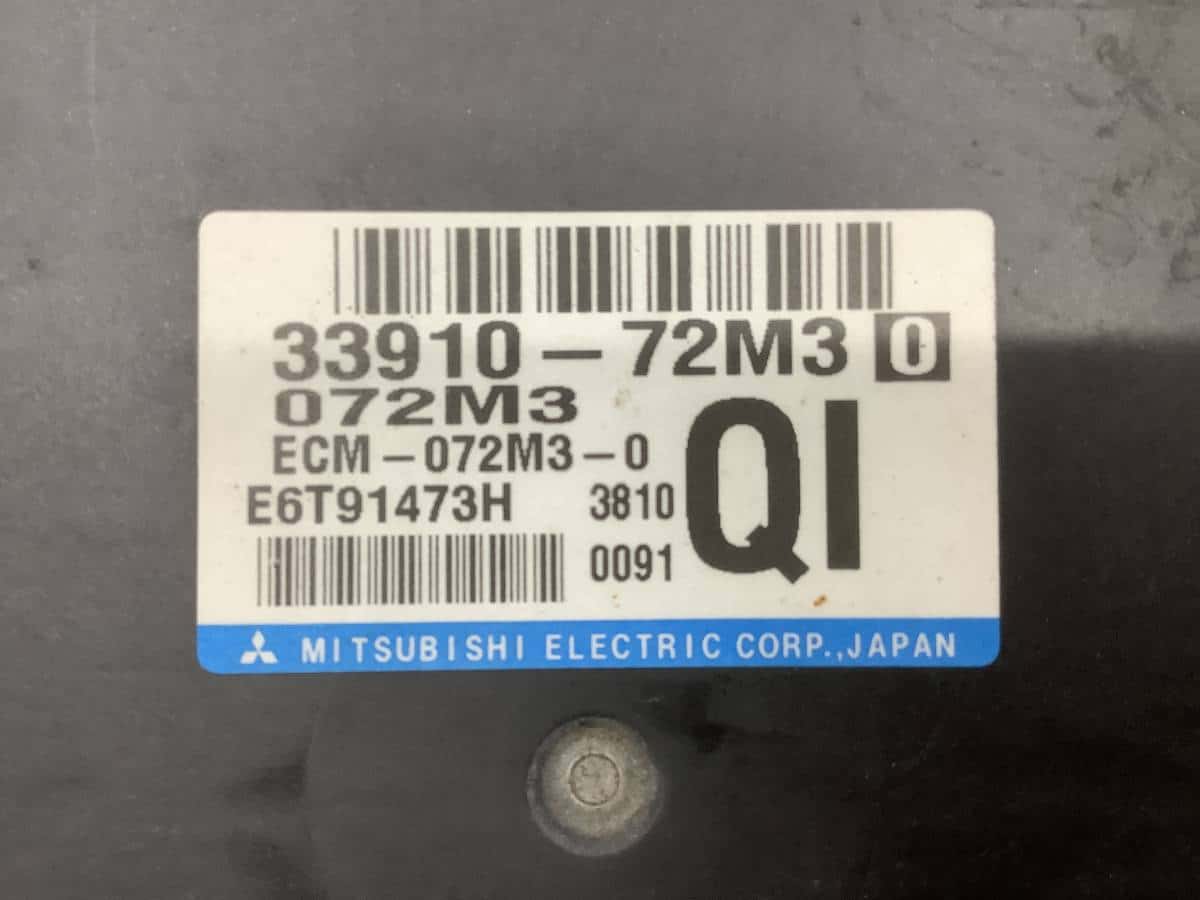 33910-72M3 0
072M3
ECM-072M3-0
E6T91473H 3810
0091
QI
MITSUBISHI ELECTRIC CORP.,JAPAN